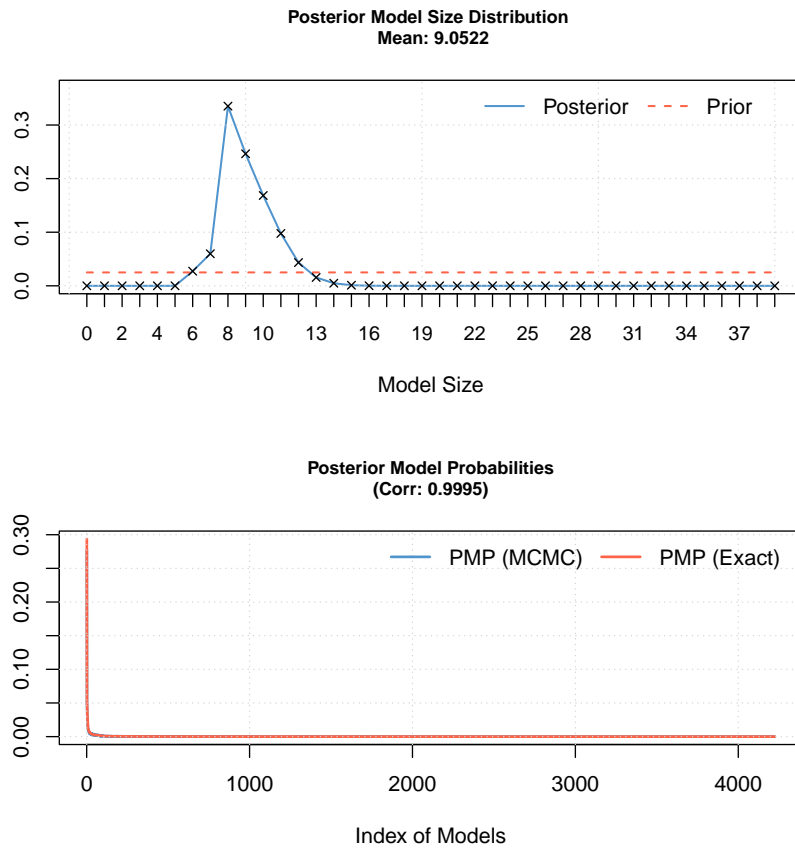 Posterior Model Size Distribution
Mean: 9.0522
Posterior Prior
0.3
0.1
0.0
0 2 4 6 8 10 13 16 19 22 25 28 31 34 37
Model Size
Posterior Model Probabilities
(Corr: 0.9995)
PMP (MCMC) PMP (Exact)
0.30
0.20
0.10
0.00
0 1000 2000 3000 4000
Index of Models